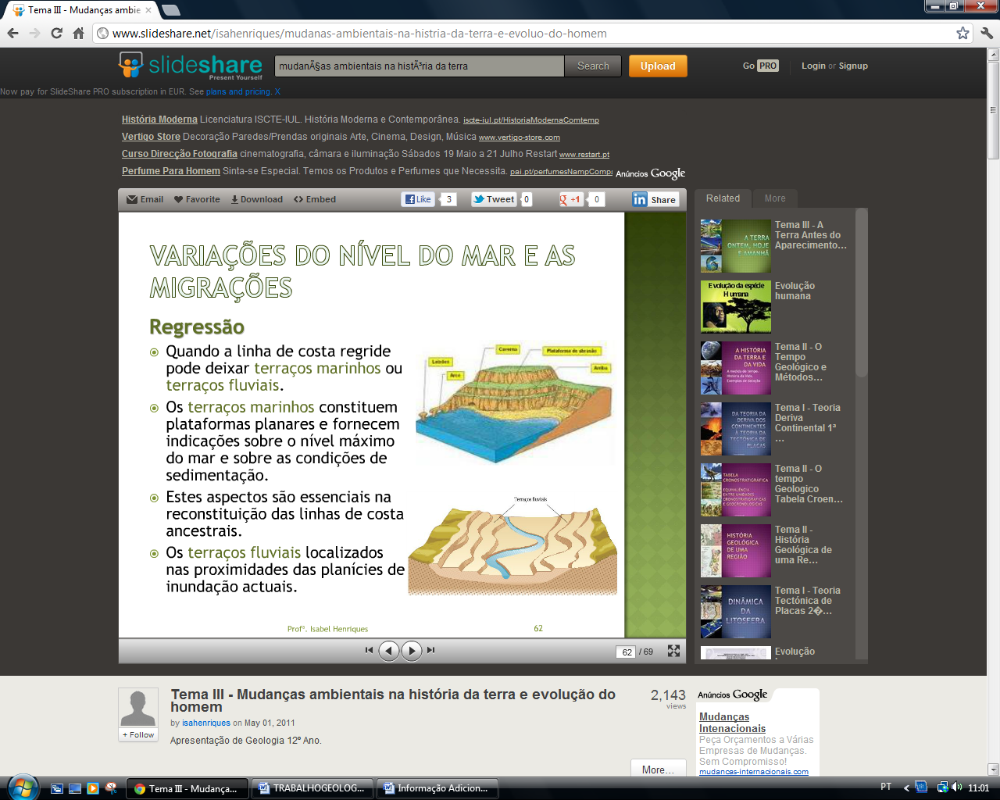 Tema III - Mudanças ambie
www.slideshare.net/isahenriques/mudanas-ambientais-na-histria-da-terra-e-evoluo-do-homem
slideshare
Present Yourself
mudanÃ§as ambientais na histÃ³ria da terra
Search
Upload
Go PRO
Login or Signup
Now pay for SlideShare PRO subscription in EUR. See plans and pricing. X
História Moderna Licenciatura ISCTE-IUL. História Moderna e Contemporânea. iscte-iul.pt/HistoriaModernaComtemp
Vertigo Store Decoração Paredes/Prendas originais Arte, Cinema, Design, Música www.vertigo-store.com
Curso Direcção Fotografia cinematografia, câmara e iluminação Sábados 19 Maio a 21 Julho Restart www.restart.pt
Perfume Para Homem Sinta-se Especial. Temos os Produtos e Perfumes que Necessita. pai.pt/perfumesNampComp
Anúncios Google
Email Favorite Download Embed
Like 3 Tweet 0 +1 0 Share
VARIAÇÕES DO NÍVEL DO MAR E AS
MIGRAÇÕES
Regressão
Quando a linha de costa regride
pode deixar terraços marinhos ou
terraços fluviais.
Os terraços marinhos constituem
plataformas planares e fornecem
indicações sobre o nível máximo
do mar e sobre as condições de
sedimentação.
Estes aspectos são essenciais na
reconstituição das linhas de costa
ancestrais.
Os terraços fluviais localizados
nas proximidades das planícies de
inundação actuais.
Leixões
Arco
Caverna
Plataforma de abrasão
Arriba
Terraços fluviais
Profª. Isabel Henriques
62
62 / 69
Related More
A TERRA
ONTEM, HOJE
E AMANHÃ
Tema III - A
Terra Antes do
Aparecimento...
Evolução da espécie
Humana
Evolução
humana
A HISTÓRIA
DA TERRA E
DA VIDA
A medida do tempo.
História da Vida.
Exemplos de datação
Tema II - O
Tempo
Geológico e
Métodos...
DA TEORIA DA
DERIVA DOS
CONTINENTES
À TEORIA DA
TECTÓNICA DE
PLACAS
Tema I - Teoria
Deriva
Continental 1ª
...
TABELA
CRONOSTRATIGRÁFICA
EQUIVALÊNCIA
ENTRE UNIDADES
CRONOSTRATIGRÁFICAS
E GEOCRONOLÓGICAS
Tema II - O
tempo
Geologico
Tabela Croen...
HISTÓRIA
GEOLÓGICA
DE UMA
REGIÃO
Tema II -
História
Geológica de
uma Re...
DINÂMICA
DA
LITOSFERA
Tema I - Teoria
Tectónica de
Placas 2�...
Evolução
+ Follow
Tema III - Mudanças ambientais na história da terra e evolução do
homem
by isahenriques on May 01, 2011
Apresentação de Geologia 12º Ano.
2,143
views
More...
Anúncios Google
Mudanças
Intenacionais
Peça Orçamentos a Várias
Empresas de Mudanças.
Sem Compromisso!
mudancas-internacionais.com
Tema III - Mudança...
TRABALHOGEOLOG...
Informação Adicion...
PT
11:01